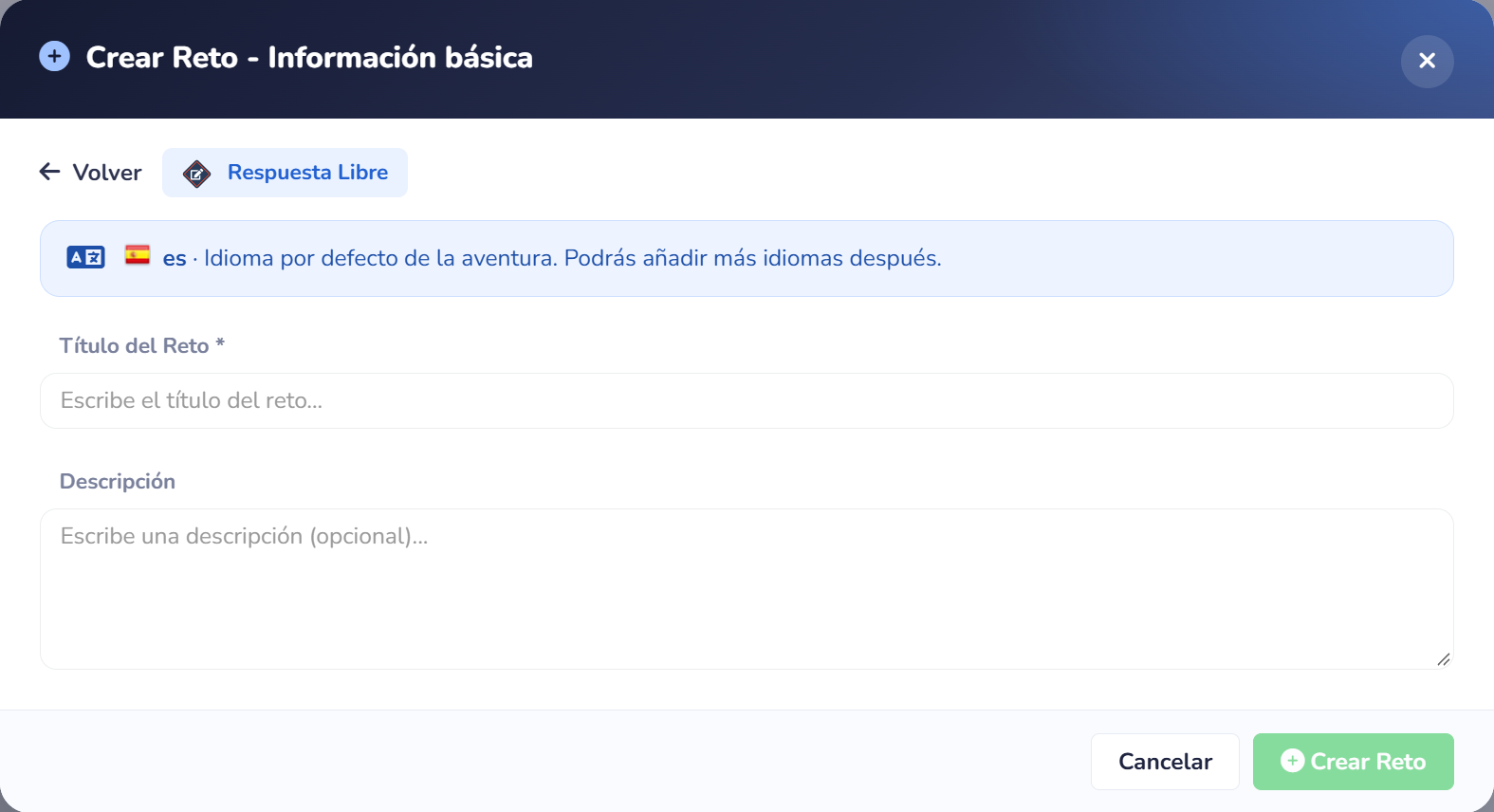 Crear Reto - Información básica
Volver
Respuesta Libre
es · Idioma por defecto de la aventura. Podrás añadir más idiomas después.
Título del Reto *
Escribe el título del reto...
Descripción
Escribe una descripción (opcional)...
Cancelar
Crear Reto